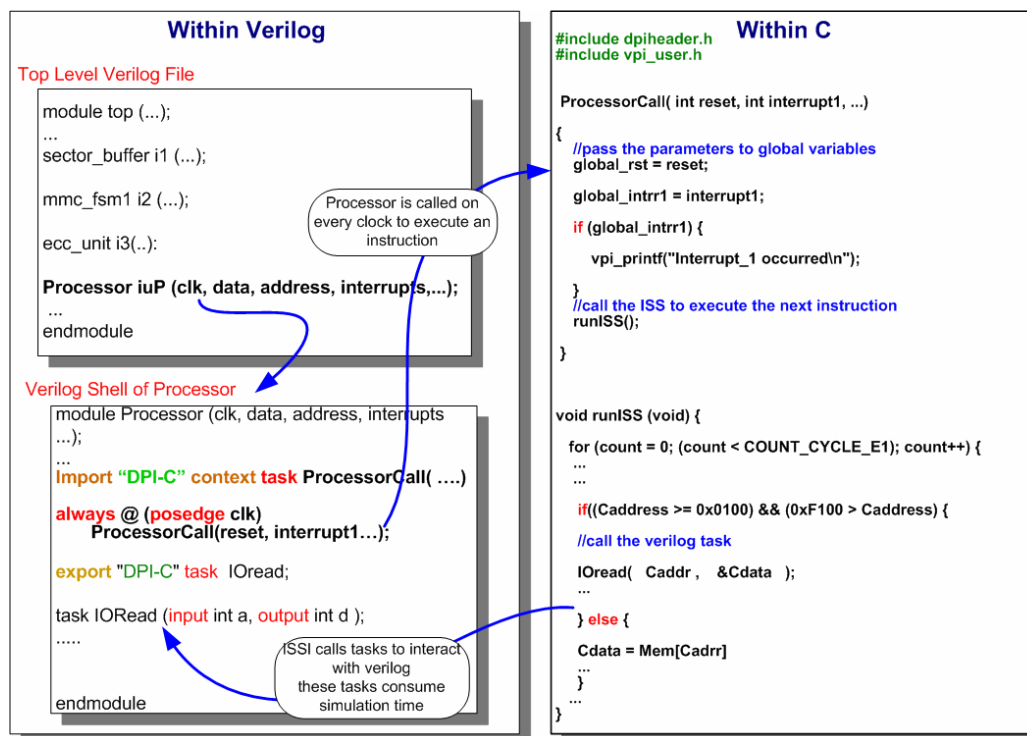 Within Verilog
Top Level Verilog File
module top (...);
...
sector_buffer i1 (...);
mmc_fsm1 i2 (...);
ecc_unit i3(..):
Processor iuP (clk, data, address, interrupts,...);
...
endmodule
Processor is called on
every clock to execute an
instruction
Verilog Shell of Processor
module Processor (clk, data, address, interrupts
...);
...
Import “DPI-C” context task ProcessorCall( ....)
always @ (posedge clk)
ProcessorCall(reset, interrupt1...);
export "DPI-C" task IOread;
task IORead (input int a, output int d );
.....
endmodule
ISSI calls tasks to interact
with verilog
these tasks consume
simulation time
Within C
#include dpiheader.h
#include vpi_user.h
ProcessorCall( int reset, int interrupt1, ...)
{
//pass the parameters to global variables
global_rst = reset;
global_intrr1 = interrupt1;
if (global_intrr1) {
vpi_printf("Interrupt_1 occurred\n");
}
//call the ISS to execute the next instruction
runISS();
}
void runISS (void) {
for (count = 0; (count < COUNT_CYCLE_E1); count++) {
...
...
if((Caddress >= 0x0100) && (0xF100 > Caddress) {
//call the verilog task
IOread( Caddr , &Cdata );
...
} else {
Cdata = Mem[Cadrr]
...
}
...
}